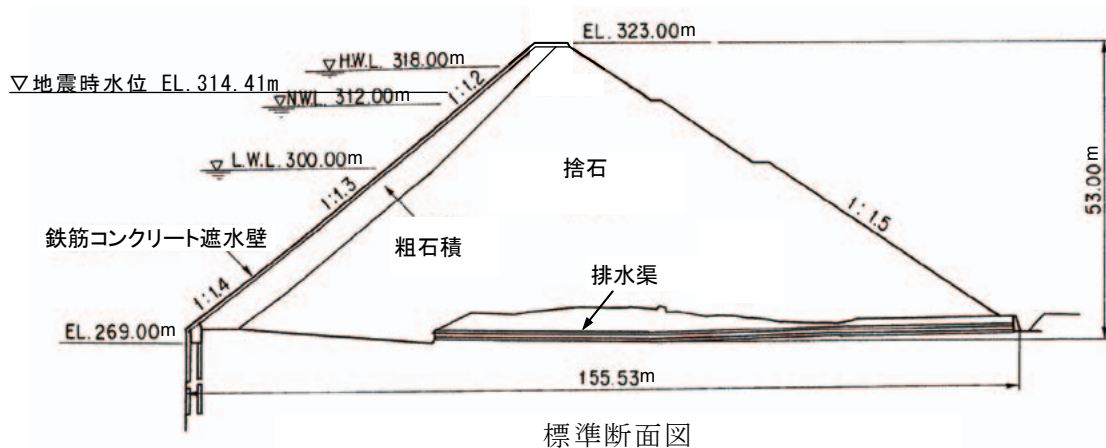 EL.323.00m
H.W.L. 318.00m
▽地震時水位 EL.314.41m
N.W.L. 312.00m
1:1.2
L.W.L. 300.00m
捨石
53.00m
1:1.3
1:1.5
鉄筋コンクリート遮水壁
粗石積
排水渠
1:1.4
EL.269.00m
155.53m
標準断面図